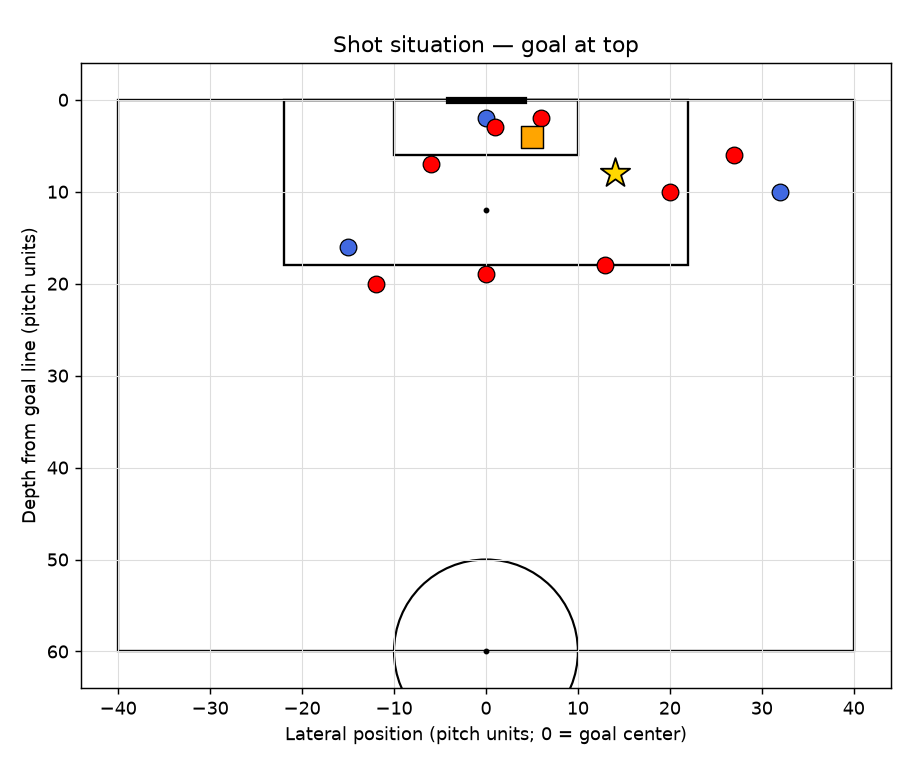 Shot situation — goal at top
0
10
20
30
40
50
60
Depth from goal line (pitch units)
−40 −30 −20 −10 0 10 20 30 40
Lateral position (pitch units; 0 = goal center)